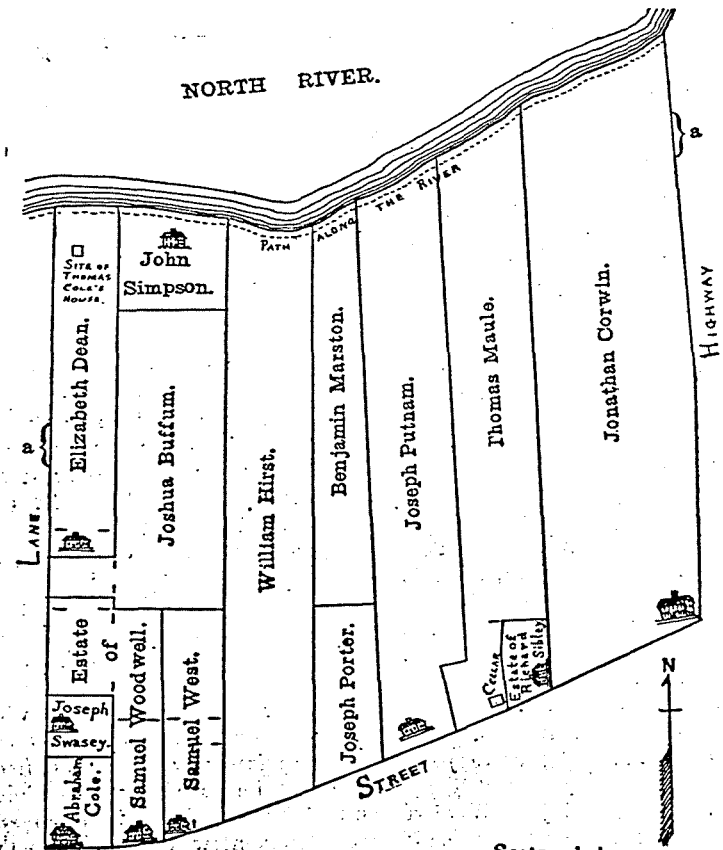 NORTH RIVER.
a
PATH ALONG THE RIVER
SITE OF
THOMAS
COLE'S
HOUSE.
John
Simpson.
Elizabeth Dean.
Joshua Buffum.
William Hirst.
Benjamin Marston.
Joseph Putnam.
Thomas Maule.
Jonathan Corwin.
HIGHWAY
a
LANE.
Estate
of
Joseph
Swasey.
Abraham
Cole.
Samuel Woodwell.
Samuel West.
Joseph Porter.
CELLAR
Estate of
Richard
Sibley
STREET
N